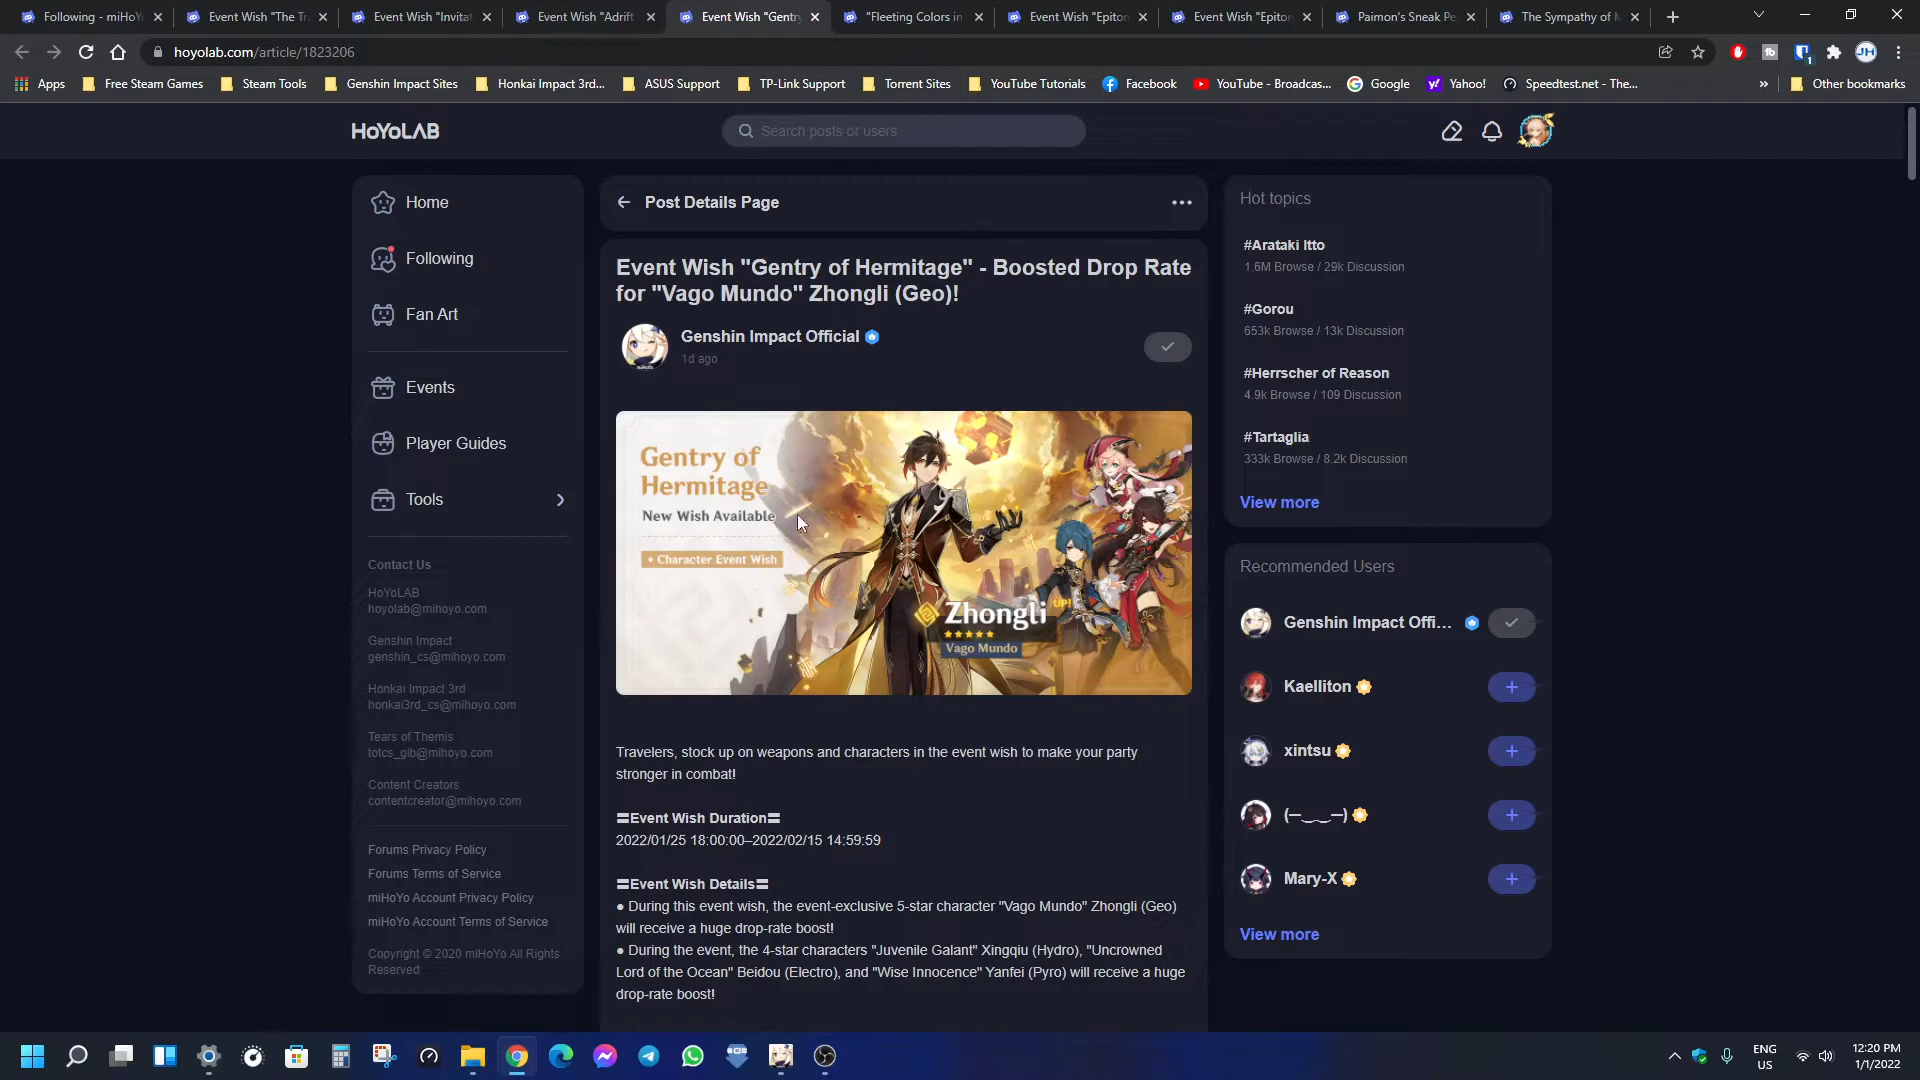 Following - miHoYo
Event Wish "The Tr
Event Wish "Invitat
Event Wish "Adrift
Event Wish "Gentry
"Fleeting Colors in
Event Wish "Epiton
Event Wish "Epiton
Paimon's Sneak Pe
The Sympathy of M
hoyolab.com/article/1823206
JH
Apps
Free Steam Games
Steam Tools
Genshin Impact Sites
Honkai Impact 3rd...
ASUS Support
TP-Link Support
Torrent Sites
YouTube Tutorials
Facebook
YouTube - Broadcas...
Google
Yahoo!
Speedtest.net - The...
»
Other bookmarks
HoYoLAB
Search posts or users
Home
Following
Fan Art
Events
Player Guides
Tools
Contact Us
HoYoLAB
hoyolab@mihoyo.com
Genshin Impact
genshin_cs@mihoyo.com
Honkai Impact 3rd
honkai3rd_cs@mihoyo.com
Tears of Themis
totcs_glb@mihoyo.com
Content Creators
contentcreator@mihoyo.com
Forums Privacy Policy
Forums Terms of Service
miHoYo Account Privacy Policy
miHoYo Account Terms of Service
Copyright © 2020 miHoYo All Rights
Reserved
Post Details Page
Event Wish "Gentry of Hermitage" - Boosted Drop Rate
for "Vago Mundo" Zhongli (Geo)!
Genshin Impact Official
1d ago
Gentry of
Hermitage
New Wish Available
+ Character Event Wish
Zhongli UP!
Vago Mundo
Travelers, stock up on weapons and characters in the event wish to make your party
stronger in combat!
〓Event Wish Duration〓
2022/01/25 18:00:00–2022/02/15 14:59:59
〓Event Wish Details〓
● During this event wish, the event-exclusive 5-star character "Vago Mundo" Zhongli (Geo)
will receive a huge drop-rate boost!
● During the event, the 4-star characters "Juvenile Galant" Xingqiu (Hydro), "Uncrowned
Lord of the Ocean" Beidou (Electro), and "Wise Innocence" Yanfei (Pyro) will receive a huge
drop-rate boost!
Hot topics
#Arataki Itto
1.6M Browse / 29k Discussion
#Gorou
653k Browse / 13k Discussion
#Herrscher of Reason
4.9k Browse / 109 Discussion
#Tartaglia
333k Browse / 8.2k Discussion
View more
Recommended Users
Genshin Impact Offi...
Kaelliton
xintsu
(—‿‿—)
Mary-X
View more
ENG
US
12:20 PM
1/1/2022